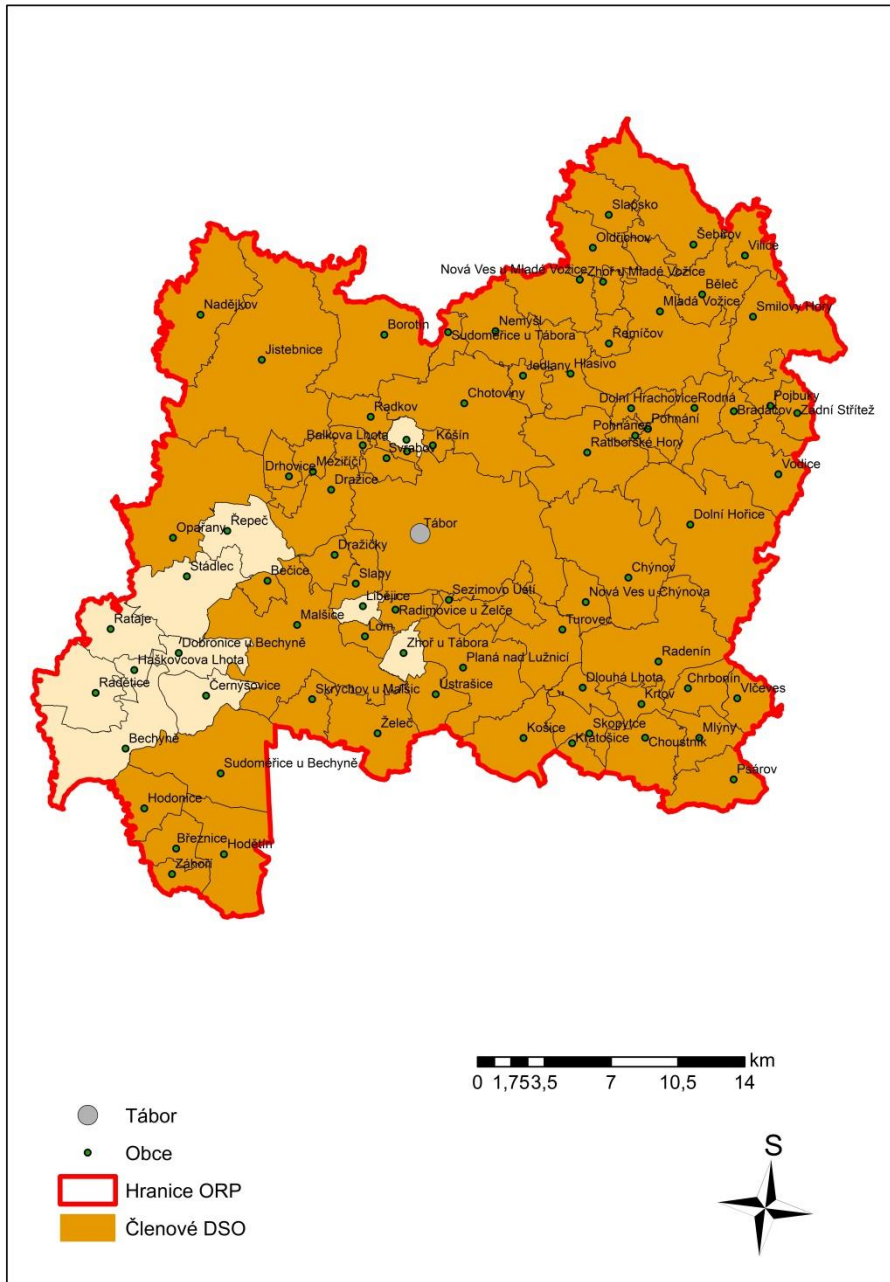 Slapsko
Oldřichov
Šebířov
Vilice
Nová Ves u Mladé Vožice
Zhoř u Mladé Vožice
Běleč
Nadějkov
Mladá Vožice
Smilovy Hory
Borotín
Nemyšl
Sudoměřice u Tábora
Řemíčov
Jistebnice
Jedlany
Hlasivo
Chotoviny
Dolní Hrachovice
Rodná
Pojbuky
Bradáčov
Zadní Střítež
Radkov
Pohnánec
Pohnání
Balkova Lhota
Košín
Svrabov
Ratibořské Hory
Drhovice
Meziříčí
Vodice
Dražice
Opařany
Řepeč
Tábor
Dolní Hořice
Stádlec
Dražičky
Bečice
Slapy
Chýnov
Libějice
Sezimovo Ústí
Radimovice u Želče
Nová Ves u Chýnova
Rataje
Malšice
Lom
Turovec
Dobronice u Bechyně
Zhoř u Tábora
Haškovcova Lhota
Planá nad Lužnicí
Radenín
Radětice
Černýšovice
Skrýchov u Malšic
Ústrašice
Dlouhá Lhota
Chrbonín
Krtov
Vlčeves
Bechyně
Želeč
Košice
Skopytce
Krátošice
Choustník
Mlýny
Sudoměřice u Bechyně
Psárov
Hodonice
Březnice
Hodětín
Záhoří
km
0 1,75 3,5 7 10,5 14
Tábor
Obce
Hranice ORP
Členové DSO
S